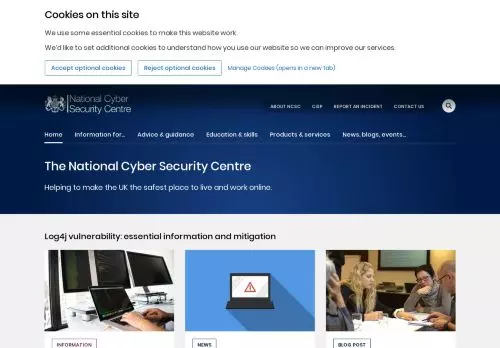 Cookies on this site
We use some essential cookies to make this website work.
We'd like to set additional cookies to understand how you use our website so we can improve our services.
Accept optional cookies
Reject optional cookies
Manage Cookies (opens in a new tab)
National Cyber
Security Centre
ABOUT NCSC
CISP
REPORT AN INCIDENT
CONTACT US
Home
Information for...
Advice & guidance
Education & skills
Products & services
News, blogs, events...
The National Cyber Security Centre
Helping to make the UK the safest place to live and work online.
Log4j vulnerability: essential information and mitigation
INFORMATION
NEWS
BLOG POST